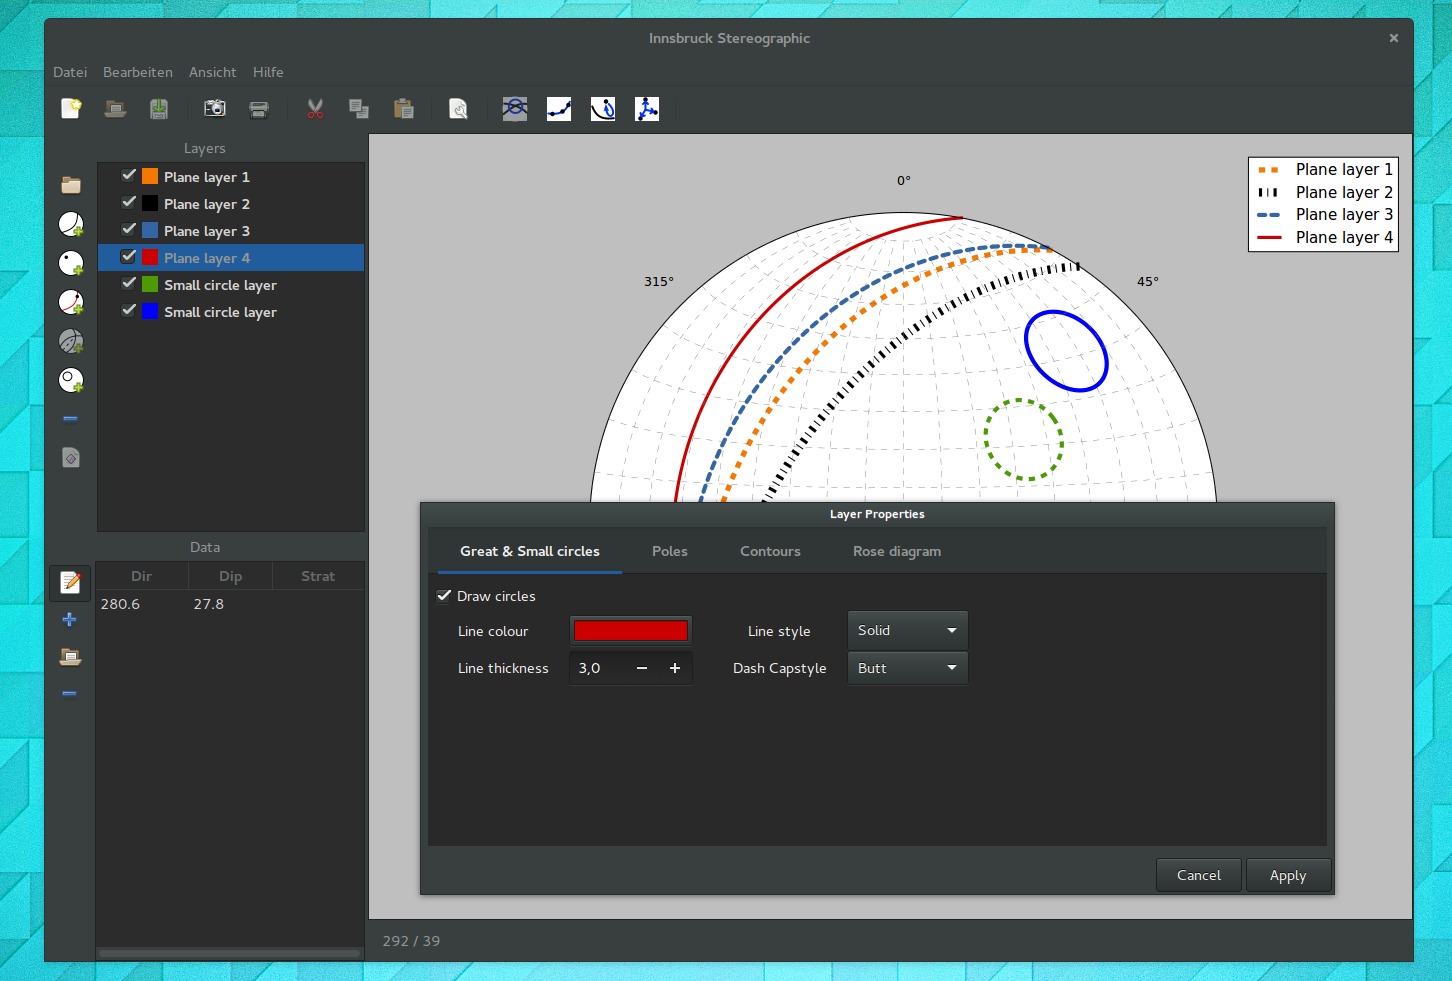 Innsbruck Stereographic
Datei Bearbeiten Ansicht Hilfe
Layers
Plane layer 1
Plane layer 2
Plane layer 3
Plane layer 4
Small circle layer
Small circle layer
Data
Dir Dip Strat
280.6 27.8
0°
315°
45°
Plane layer 1
Plane layer 2
Plane layer 3
Plane layer 4
Layer Properties
Great & Small circles Poles Contours Rose diagram
Draw circles
Line colour Line style Solid
Line thickness 3,0 Dash Capstyle Butt
Cancel Apply
292 / 39